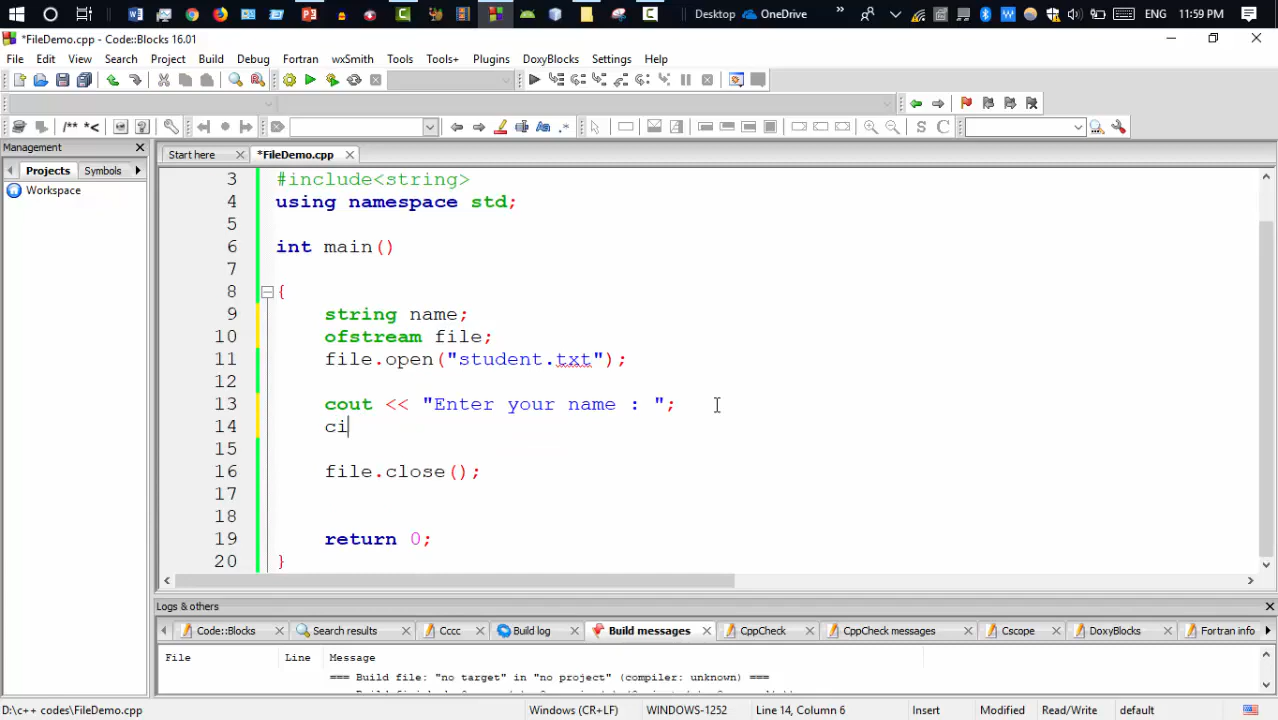 Desktop
OneDrive
ENG
11:59 PM
*FileDemo.cpp - Code::Blocks 16.01
File Edit View Search Project Build Debug Fortran wxSmith Tools Tools+ Plugins DoxyBlocks Settings Help
/** *<
S C
Management
Start here
*FileDemo.cpp
Projects
Symbols
Workspace
3 #include<string>
4 using namespace std;
5
6 int main()
7
8 {
9 string name;
10 ofstream file;
11 file.open("student.txt");
12
13 cout << "Enter your name : ";
14 ci
15
16 file.close();
17
18
19 return 0;
20 }
Logs & others
Code::Blocks
Search results
Cccc
Build log
Build messages
CppCheck
CppCheck messages
Cscope
DoxyBlocks
Fortran info
File Line Message
=== Build file: "no target" in "no project" (compiler: unknown) ===
D:\c++ codes\FileDemo.cpp
Windows (CR+LF)
WINDOWS-1252
Line 14, Column 6
Insert
Modified
Read/Write
default